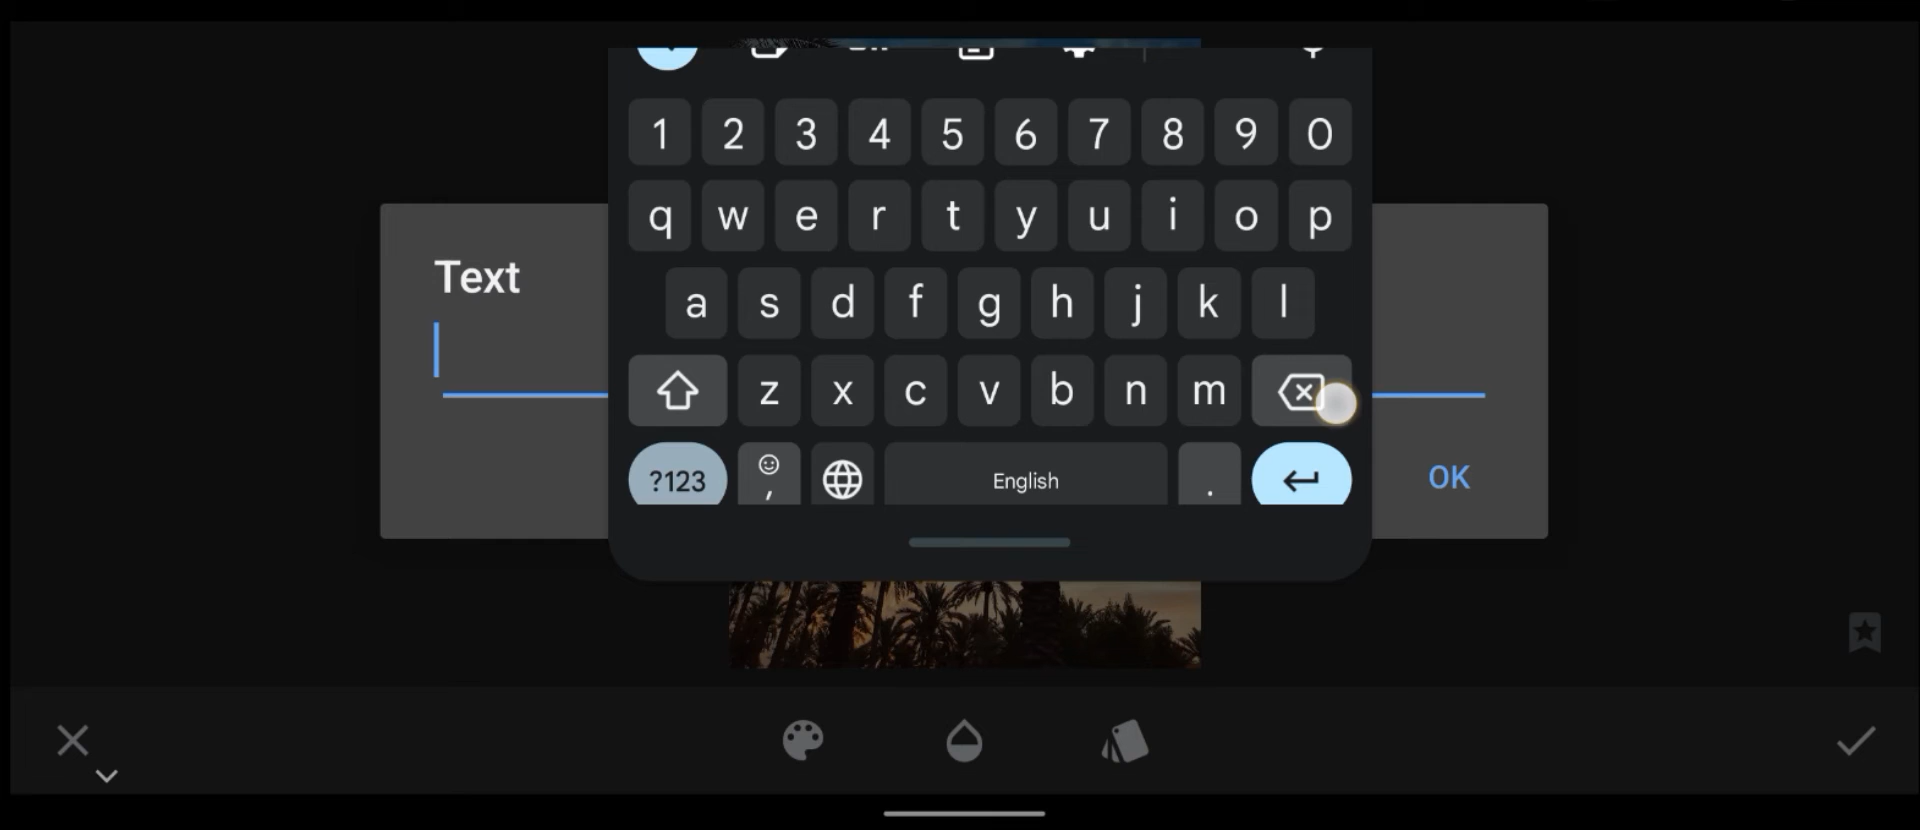 1 2 3 4 5 6 7 8 9 0
q w e r t y u i o p
Text
a s d f g h j k l
z x c v b n m
?123 , English .
OK